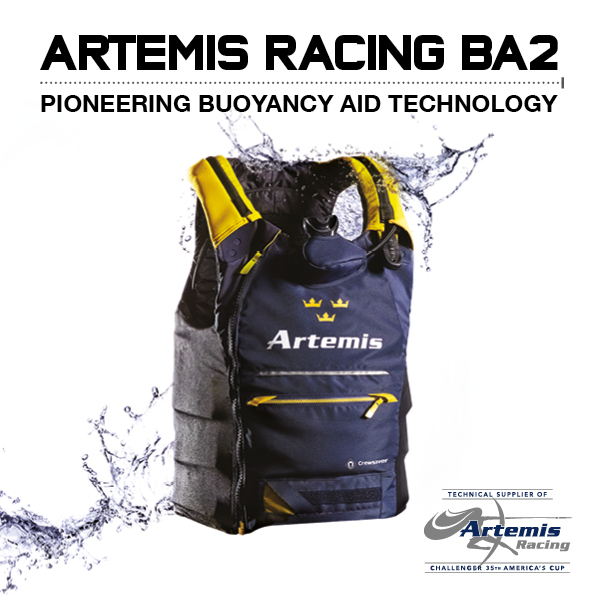 ARTEMIS RACING BA2
PIONEERING BUOYANCY AID TECHNOLOGY
Artemis
Crewsaver
TECHNICAL SUPPLIER OF
Artemis
Racing
CHALLENGER 35TH AMERICA'S CUP